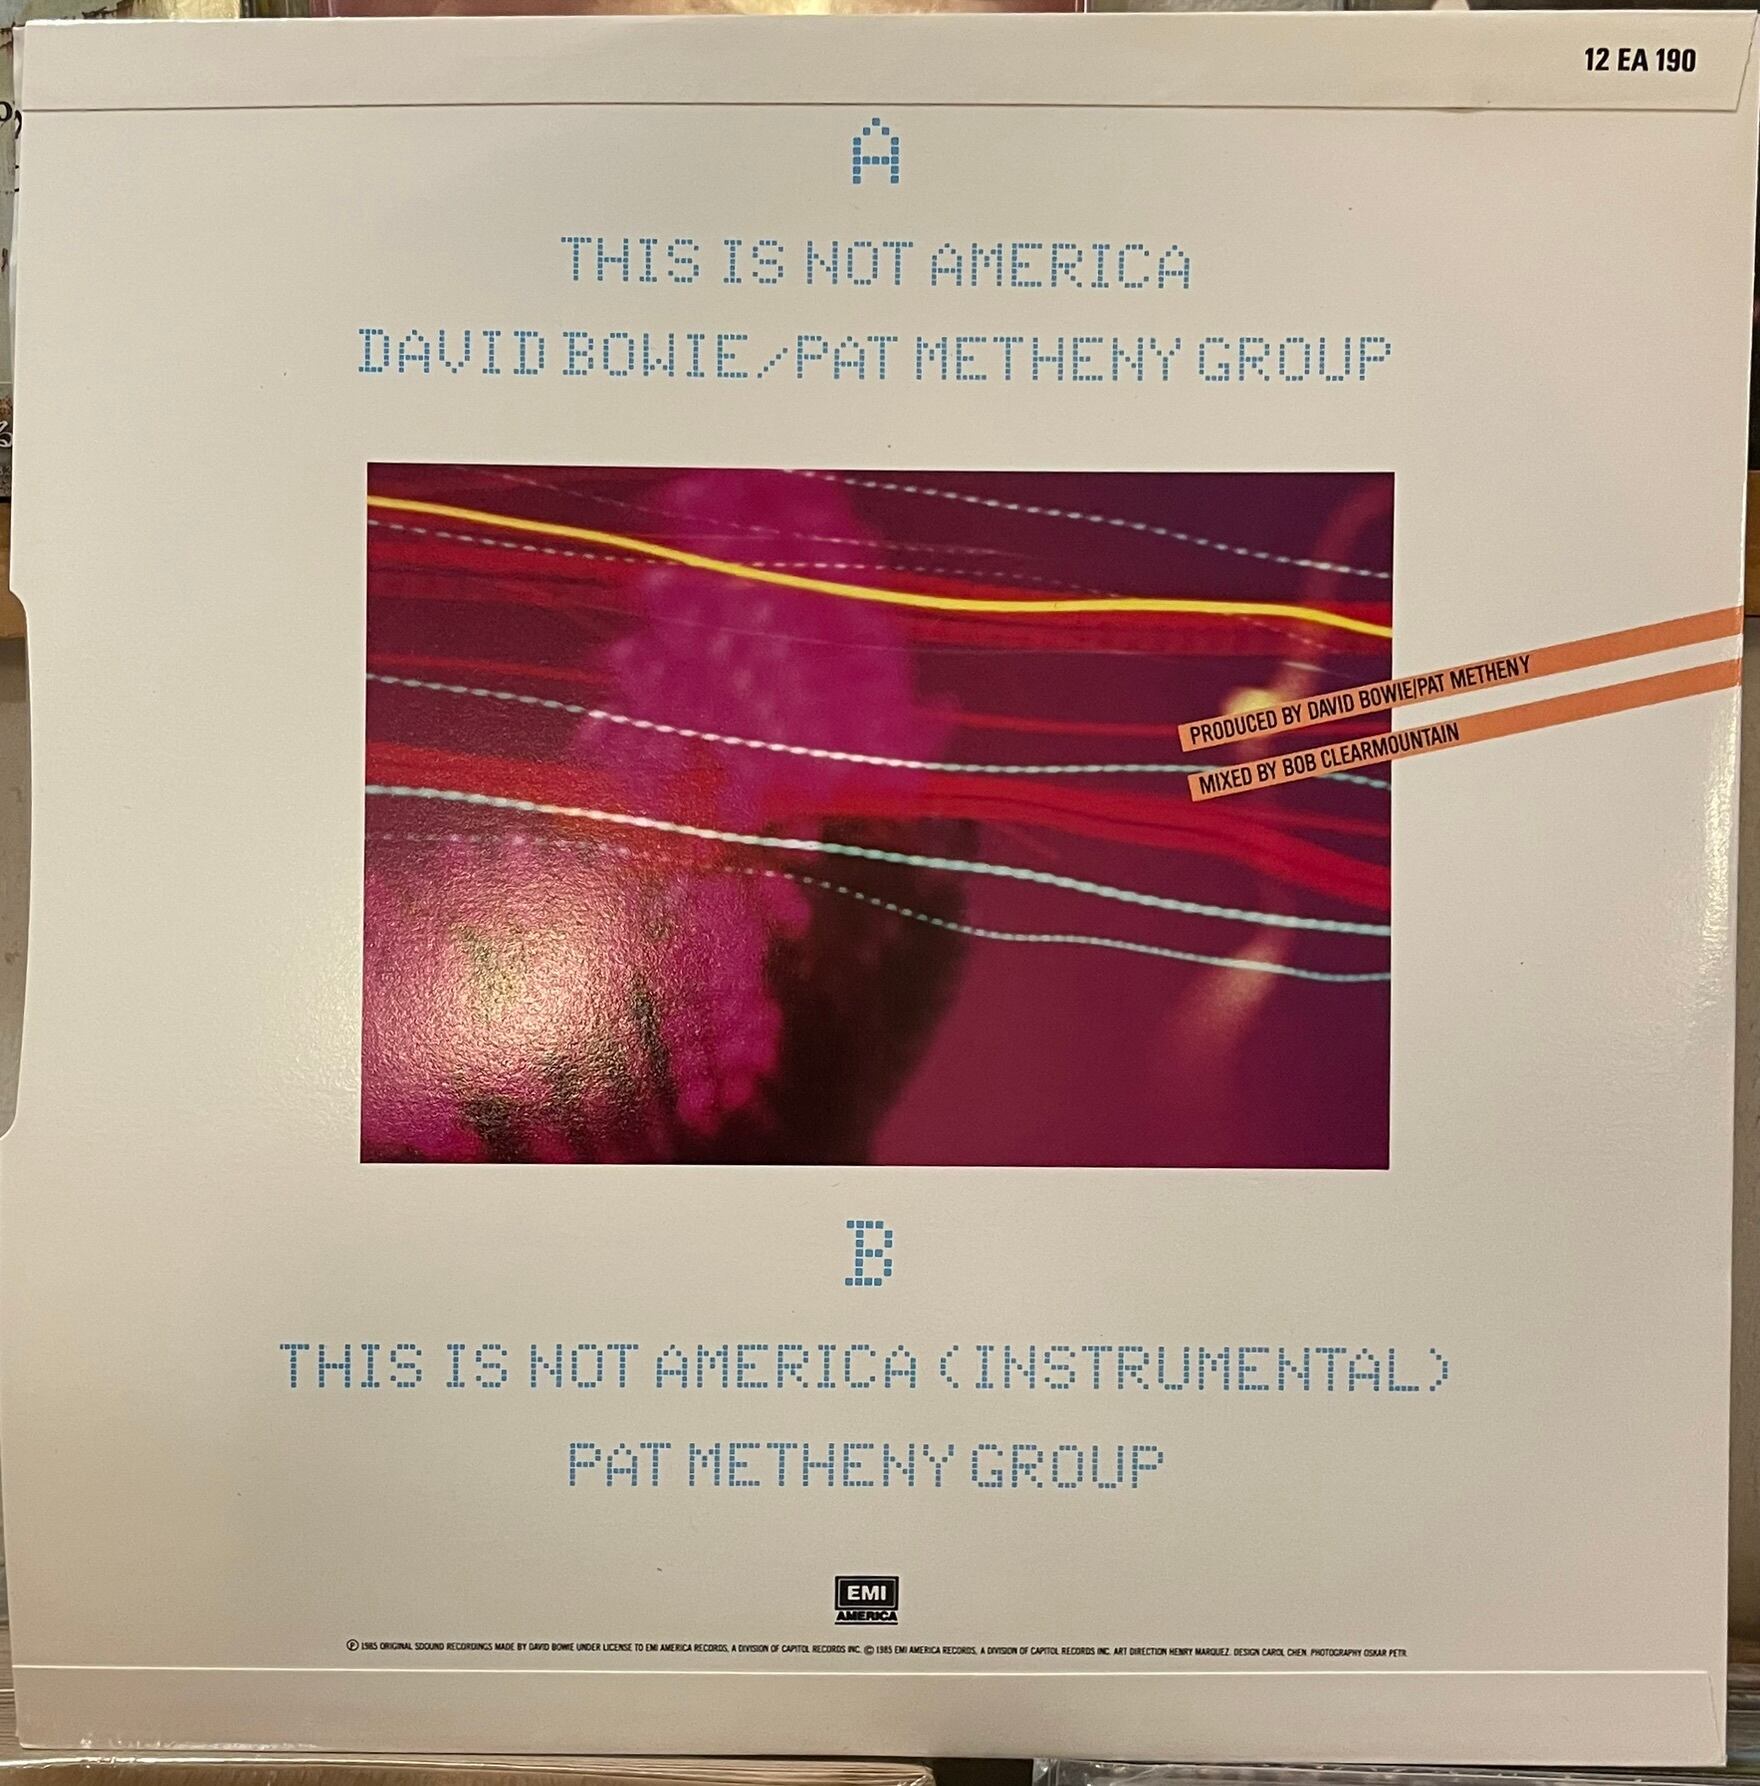 12 EA 190
A
THIS IS NOT AMERICA
DAVID BOWIE/PAT METHENY GROUP
PRODUCED BY DAVID BOWIE/PAT METHENY
MIXED BY BOB CLEARMOUNTAIN
B
THIS IS NOT AMERICA (INSTRUMENTAL)
PAT METHENY GROUP
EMI
AMERICA
Ⓟ 1985 ORIGINAL SDOUND RECORDINGS MADE BY DAVID BOWIE UNDER LICENSE TO EMI AMERICA RECORDS, A DIVISION OF CAPITOL RECORDS INC. © 1985 EMI AMERICA RECORDS, A DIVISION OF CAPITOL RECORDS INC. ART DIRECTION HENRY MARQUEZ. DESIGN CAROL CHEN. PHOTOGRAPHY OSKAR PETR.